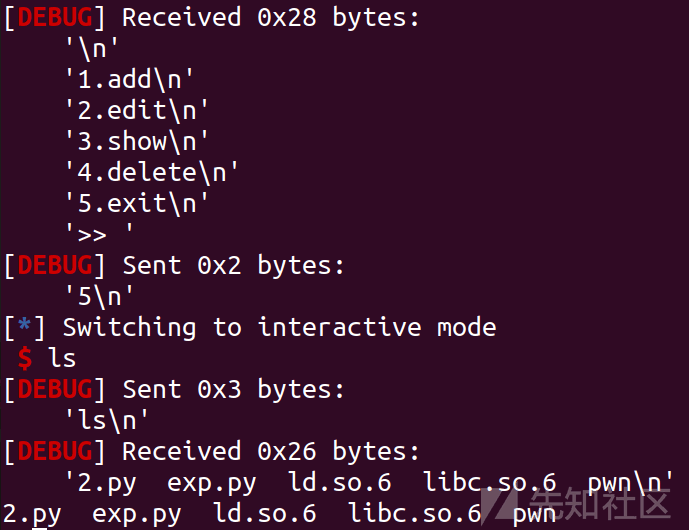 [DEBUG] Received 0x28 bytes:
    '\n'
    '1.add\n'
    '2.edit\n'
    '3.show\n'
    '4.delete\n'
    '5.exit\n'
    '>> '
[DEBUG] Sent 0x2 bytes:
    '5\n'
[*] Switching to interactive mode
 $ ls
[DEBUG] Sent 0x3 bytes:
    'ls\n'
[DEBUG] Received 0x26 bytes:
    '2.py  exp.py  ld.so.6  libc.so.6  pwn\n'
2.py  exp.py  ld.so.6  libc.so.6  pwn
先知社区